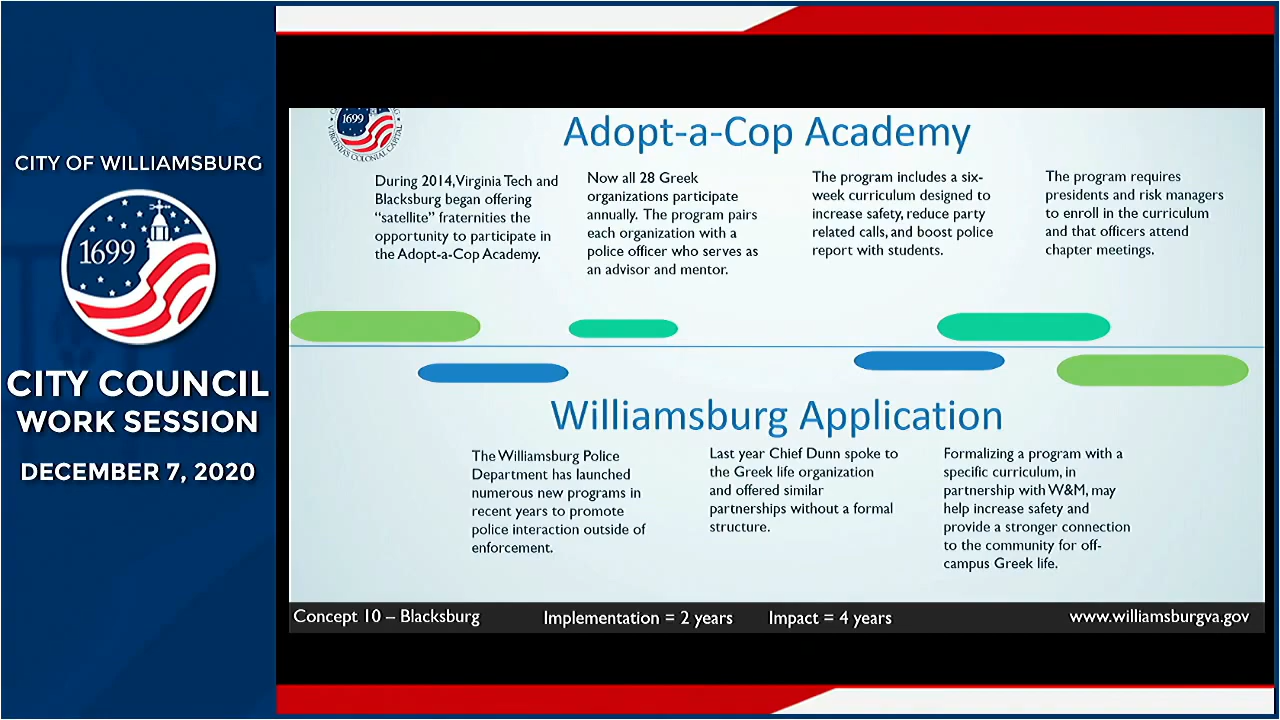 CITY OF WILLIAMSBURG
1699
CITY COUNCIL
WORK SESSION
DECEMBER 7, 2020
1699
VIRGINIA'S COLONIAL CAPITAL
Adopt-a-Cop Academy
During 2014, Virginia Tech and
Blacksburg began offering
“satellite” fraternities the
opportunity to participate in
the Adopt-a-Cop Academy.
Now all 28 Greek
organizations participate
annually. The program pairs
each organization with a
police officer who serves as
an advisor and mentor.
The program includes a six-
week curriculum designed to
increase safety, reduce party
related calls, and boost police
report with students.
The program requires
presidents and risk managers
to enroll in the curriculum
and that officers attend
chapter meetings.
Williamsburg Application
The Williamsburg Police
Department has launched
numerous new programs in
recent years to promote
police interaction outside of
enforcement.
Last year Chief Dunn spoke to
the Greek life organization
and offered similar
partnerships without a formal
structure.
Formalizing a program with a
specific curriculum, in
partnership with W&M, may
help increase safety and
provide a stronger connection
to the community for off-
campus Greek life.
Concept 10 – Blacksburg
Implementation = 2 years
Impact = 4 years
www.williamsburgva.gov